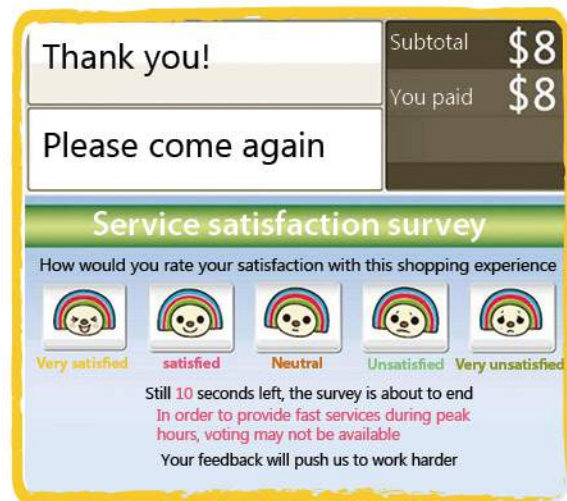 Thank you!
Subtotal $8
You paid $8
Please come again
Service satisfaction survey
How would you rate your satisfaction with this shopping experience
Very satisfied satisfied Neutral Unsatisfied Very unsatisfied
Still 10 seconds left, the survey is about to end
In order to provide fast services during peak
hours, voting may not be available
Your feedback will push us to work harder